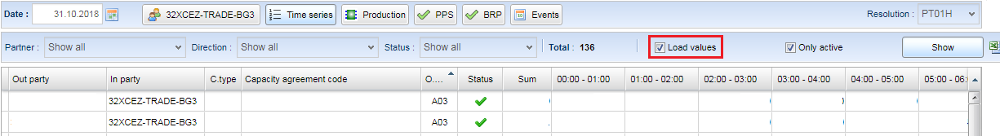 Date : 31.10.2018 32XCEZ-TRADE-BG3 Time series Production PPS BRP Events Resolution : PT01H
Partner : Show all Direction : Show all Status : Show all Total : 136 Load values Only active Show
Out party In party C.type Capacity agreement code O.... Status Sum 00:00 - 01:00 01:00 - 02:00 02:00 - 03:00 03:00 - 04:00 04:00 - 05:00 05:00 - 06:
32XCEZ-TRADE-BG3 A03
32XCEZ-TRADE-BG3 A03